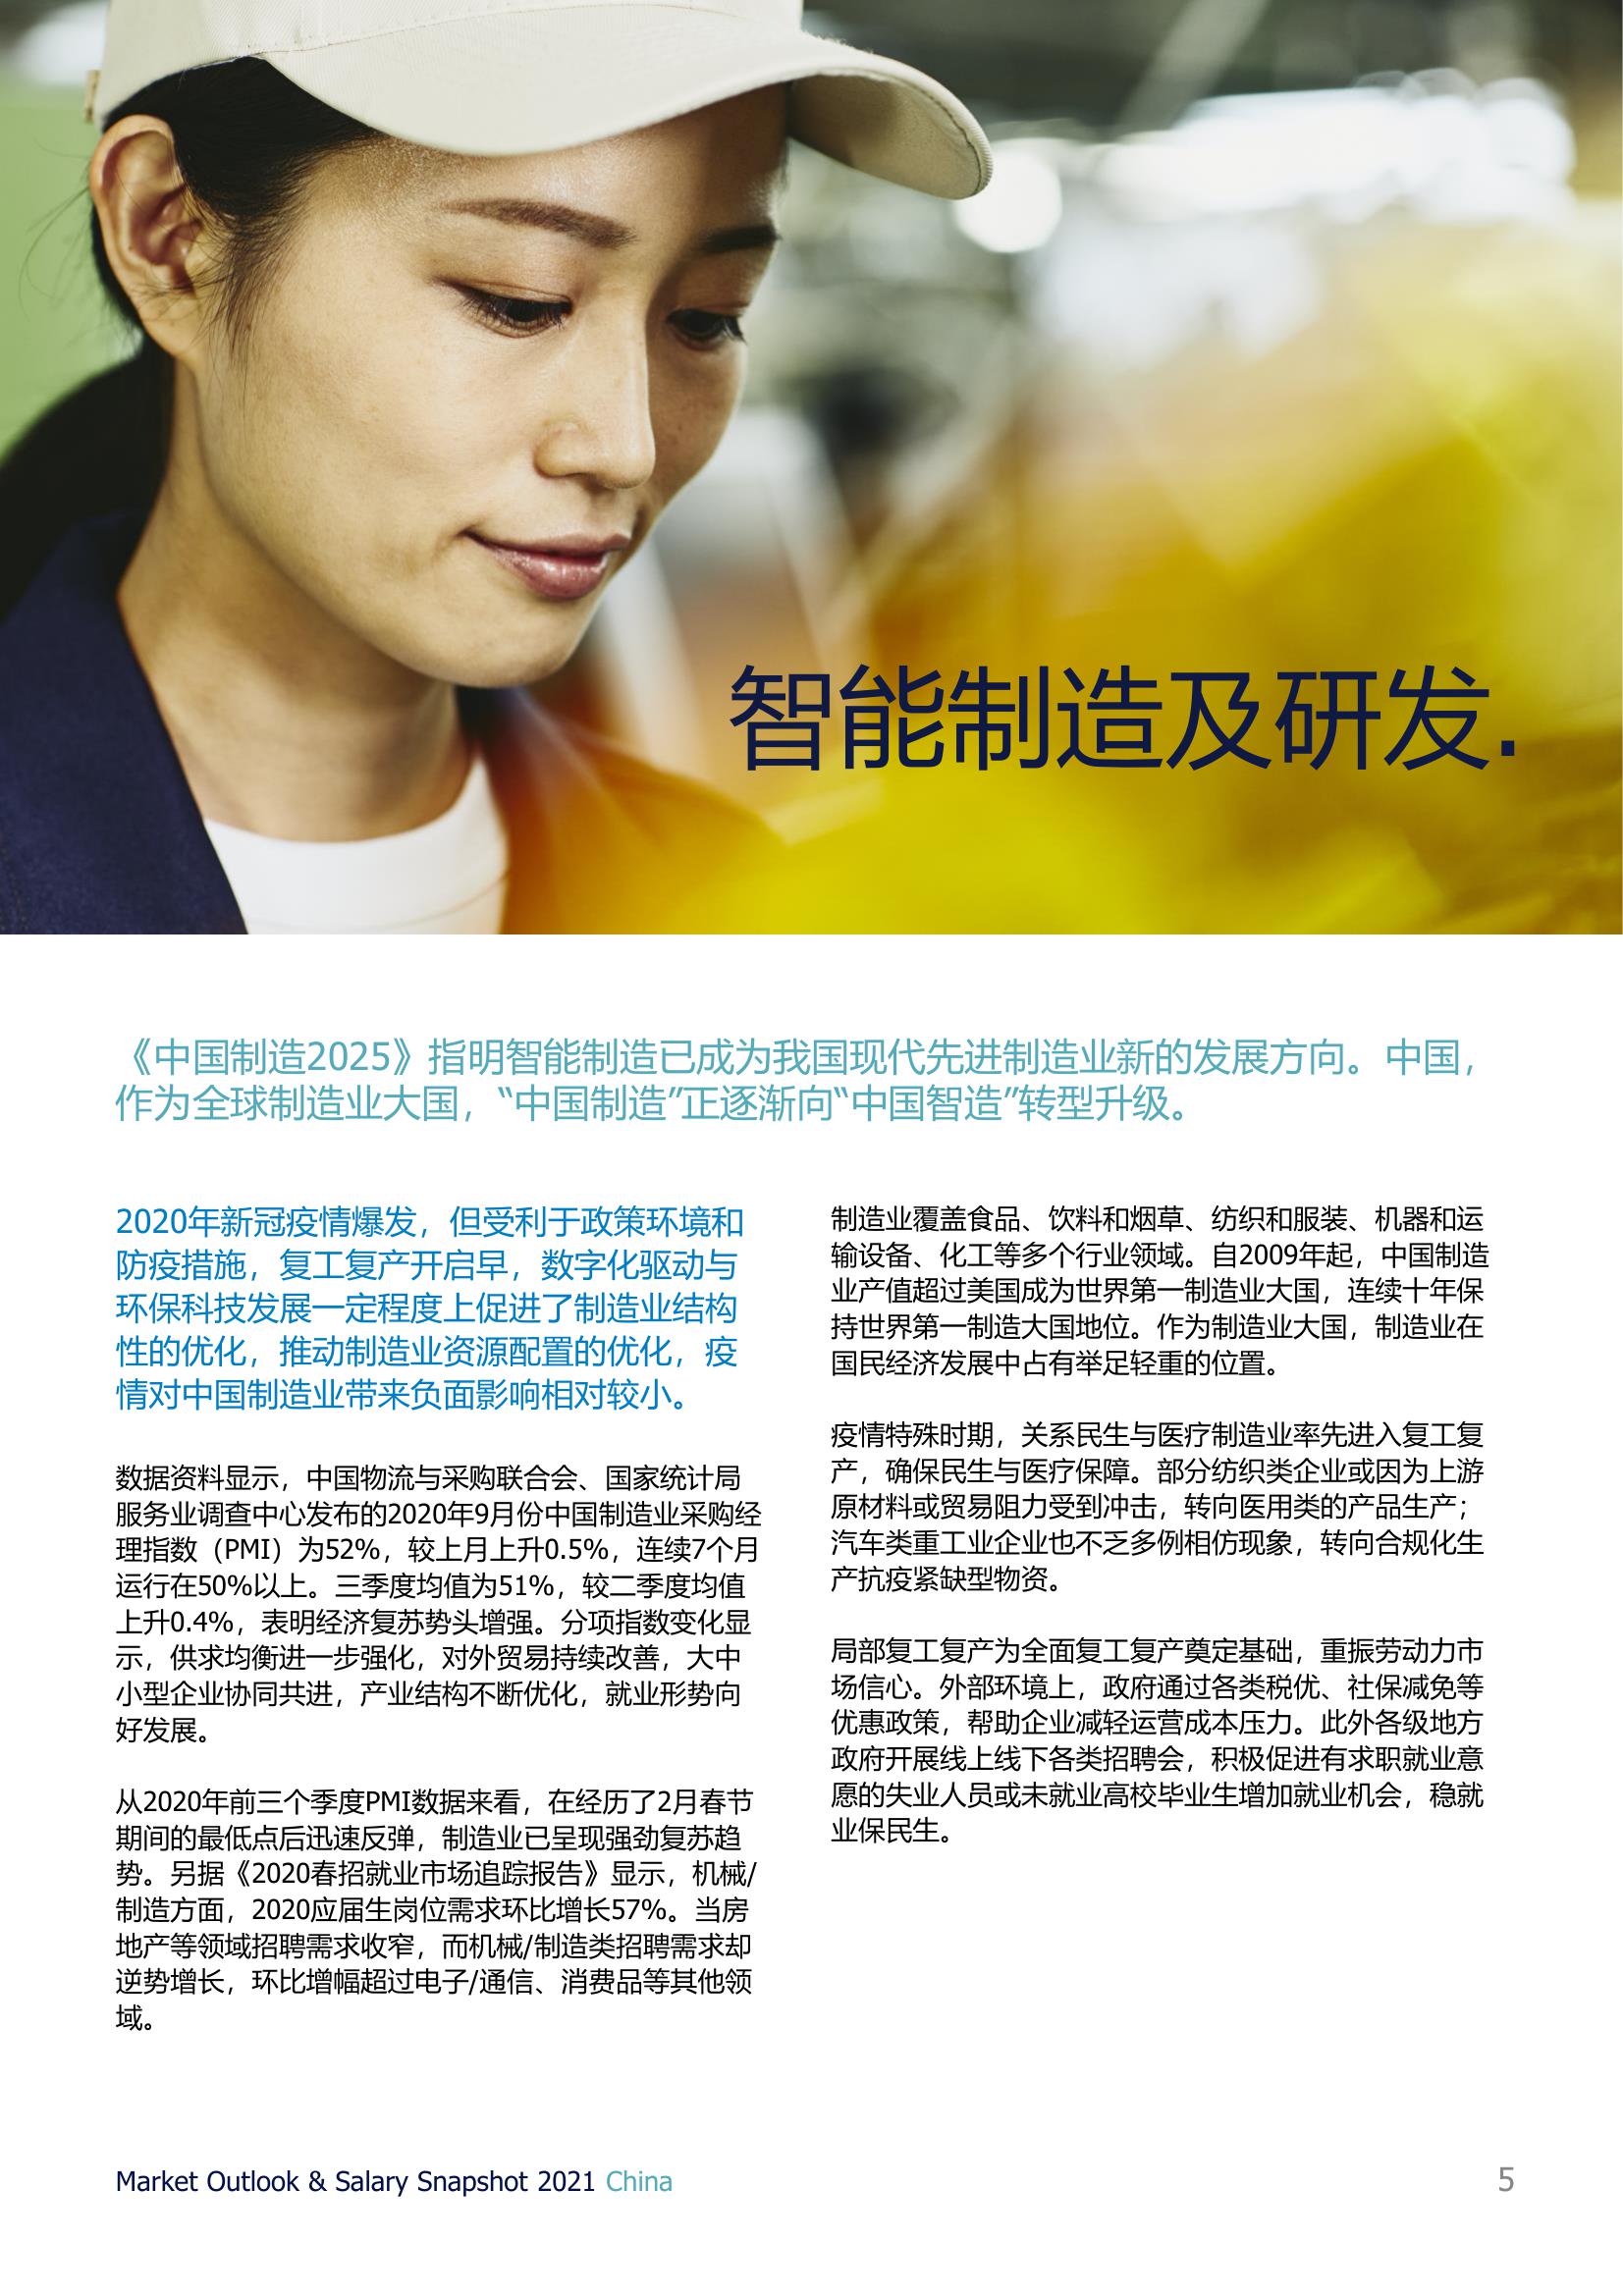 智能制造及研发.
《中国制造2025》指明智能制造已成为我国现代先进制造业新的发展方向。中国，
作为全球制造业大国，“中国制造”正逐渐向“中国智造”转型升级。
2020年新冠疫情爆发，但受利于政策环境和
防疫措施，复工复产开启早，数字化驱动与
环保科技发展一定程度上促进了制造业结构
性的优化，推动制造业资源配置的优化，疫
情对中国制造业带来负面影响相对较小。
数据资料显示，中国物流与采购联合会、国家统计局
服务业调查中心发布的2020年9月份中国制造业采购经
理指数（PMI）为52%，较上月上升0.5%，连续7个月
运行在50%以上。三季度均值为51%，较二季度均值
上升0.4%，表明经济复苏势头增强。分项指数变化显
示，供求均衡进一步强化，对外贸易持续改善，大中
小型企业协同共进，产业结构不断优化，就业形势向
好发展。
从2020年前三个季度PMI数据来看，在经历了2月春节
期间的最低点后迅速反弹，制造业已呈现强劲复苏趋
势。另据《2020春招就业市场追踪报告》显示，机械/
制造方面，2020应届生岗位需求环比增长57%。当房
地产等领域招聘需求收窄，而机械/制造类招聘需求却
逆势增长，环比增幅超过电子/通信、消费品等其他领
域。
制造业覆盖食品、饮料和烟草、纺织和服装、机器和运
输设备、化工等多个行业领域。自2009年起，中国制造
业产值超过美国成为世界第一制造业大国，连续十年保
持世界第一制造大国地位。作为制造业大国，制造业在
国民经济发展中占有举足轻重的位置。
疫情特殊时期，关系民生与医疗制造业率先进入复工复
产，确保民生与医疗保障。部分纺织类企业或因为上游
原材料或贸易阻力受到冲击，转向医用类的产品生产；
汽车类重工业企业也不乏多例相仿现象，转向合规化生
产抗疫紧缺型物资。
局部复工复产为全面复工复产奠定基础，重振劳动力市
场信心。外部环境上，政府通过各类税优、社保减免等
优惠政策，帮助企业减轻运营成本压力。此外各级地方
政府开展线上线下各类招聘会，积极促进有求职就业意
愿的失业人员或未就业高校毕业生增加就业机会，稳就
业保民生。
Market Outlook & Salary Snapshot 2021 China
5